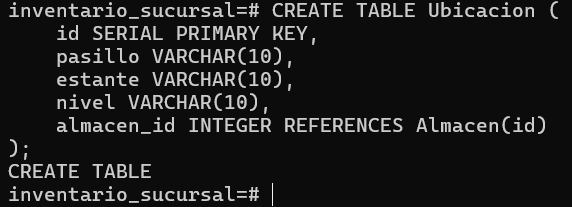 inventario_sucursal=# CREATE TABLE Ubicacion (
    id SERIAL PRIMARY KEY,
    pasillo VARCHAR(10),
    estante VARCHAR(10),
    nivel VARCHAR(10),
    almacen_id INTEGER REFERENCES Almacen(id)
);
CREATE TABLE
inventario_sucursal=#